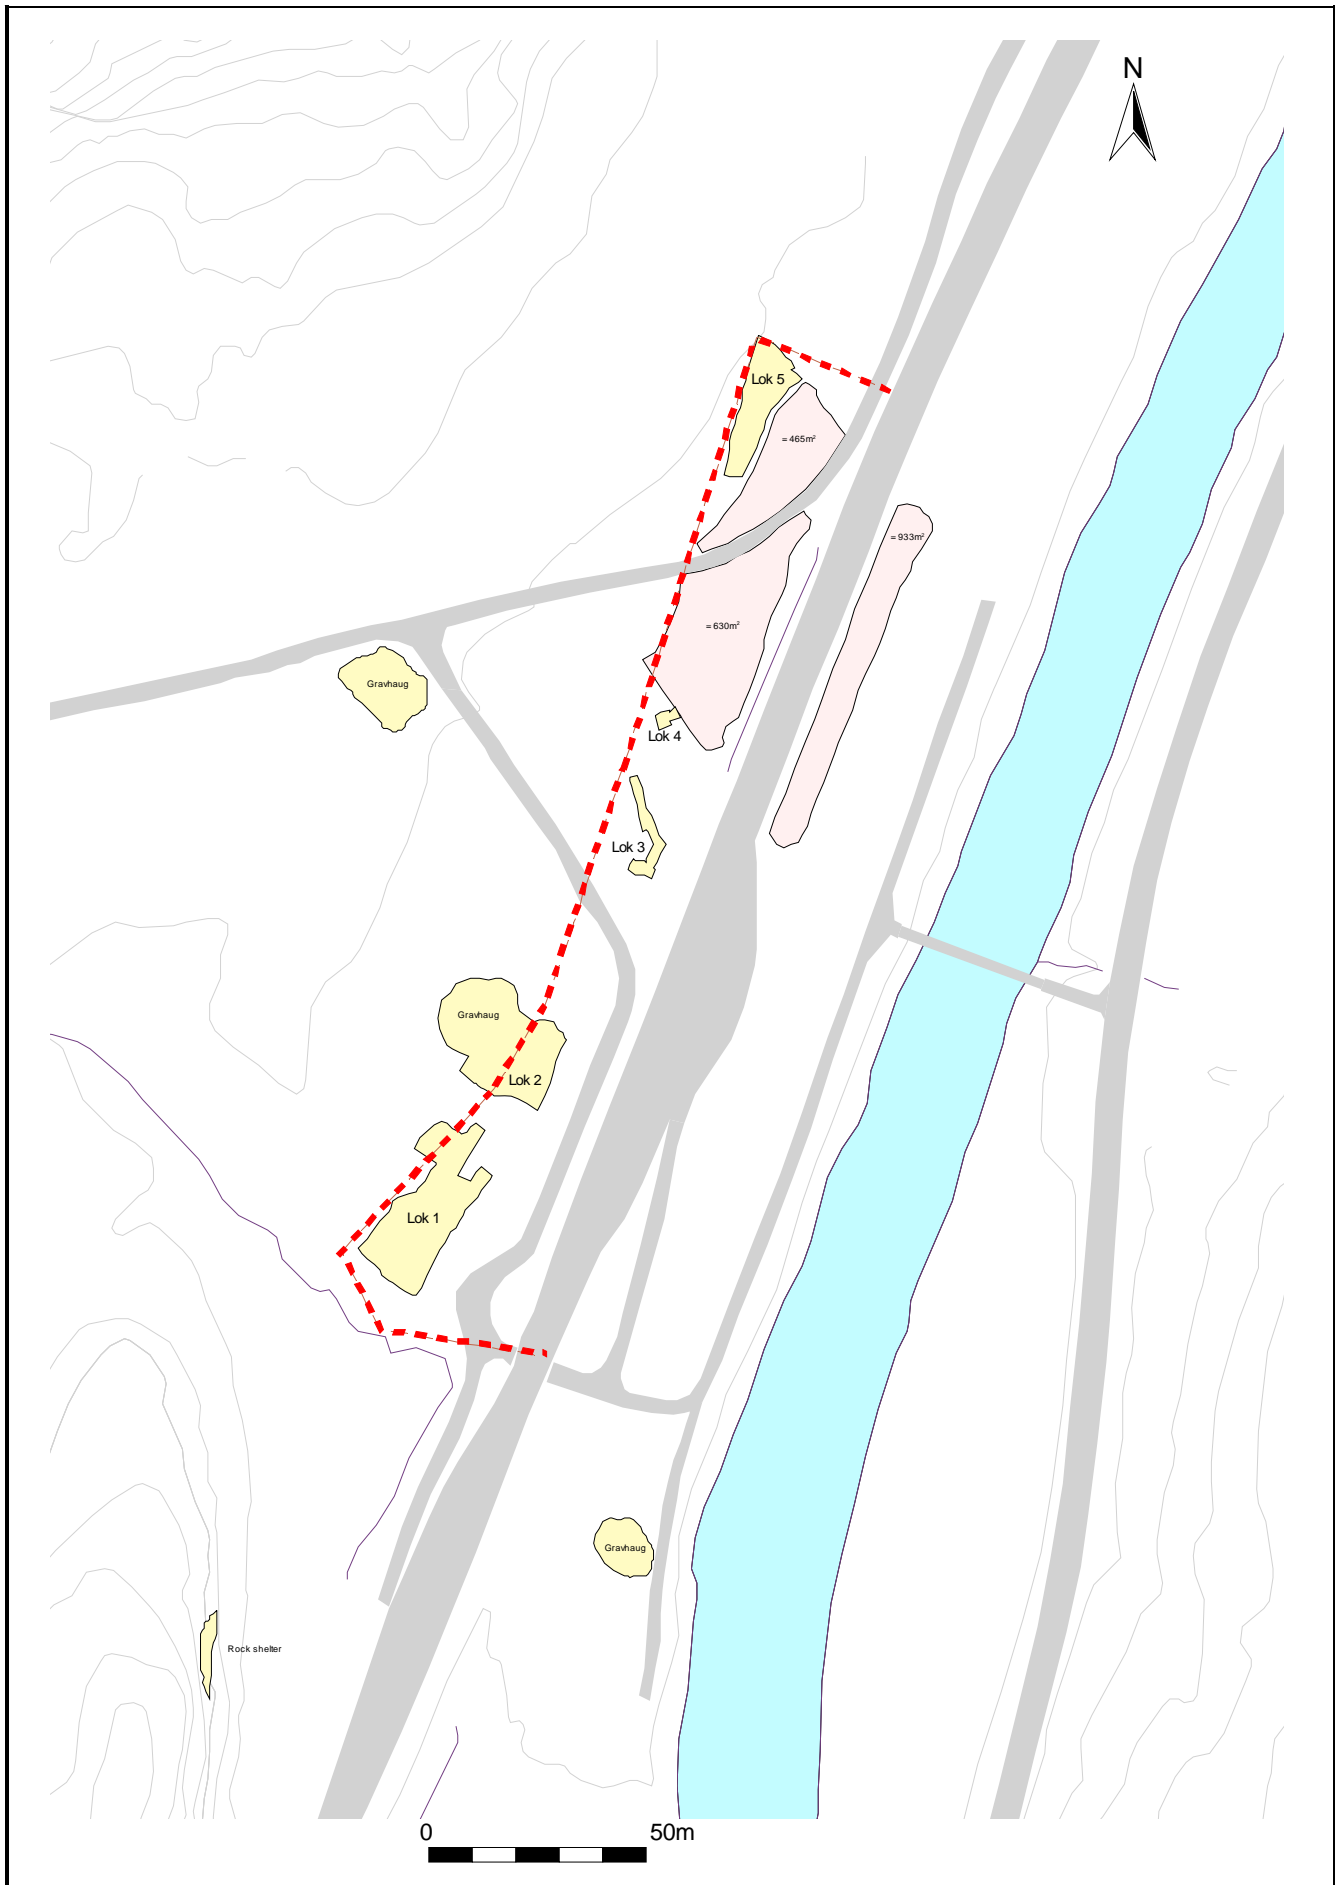 N
Lok 5
= 465m²
= 933m²
= 630m²
Gravhaug
Lok 4
Lok 3
Gravhaug
Lok 2
Lok 1
Gravhaug
Rock shelter
0 50m